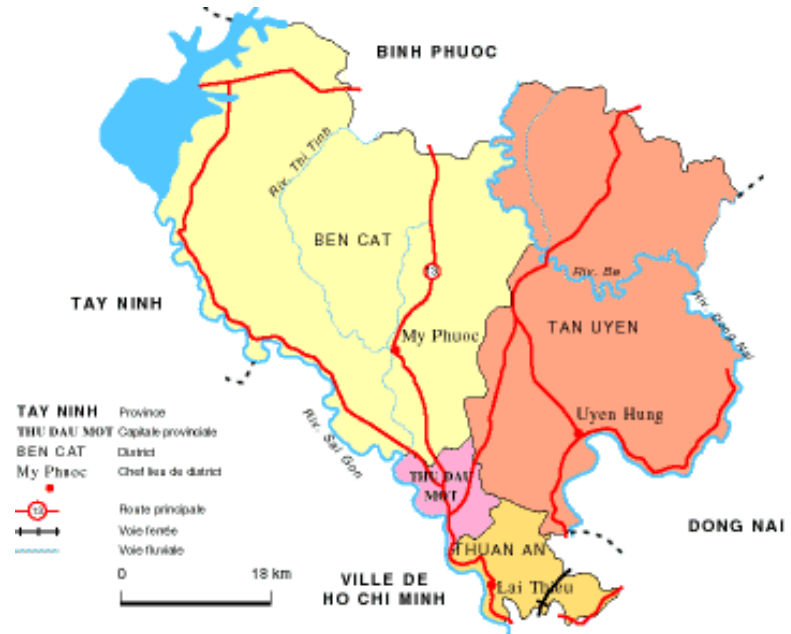 BINH PHUOC
Riv. Thi Tinh
BEN CAT
13
Riv. Be
TAY NINH
Riv. Dong Nai
TAN UYEN
My Phuoc
Uyen Hung
Riv. Sai Gon
TAY NINH Province
THU DAU MOT Capitale provinciale
BEN CAT District
My Phuoc Chef lieu de district
13 Route principale
Voie ferrée
Voie fluviale
0 18 km
THU DAU
MOT
DONG NAI
THUAN AN
Lai Thieu
VILLE DE
HO CHI MINH